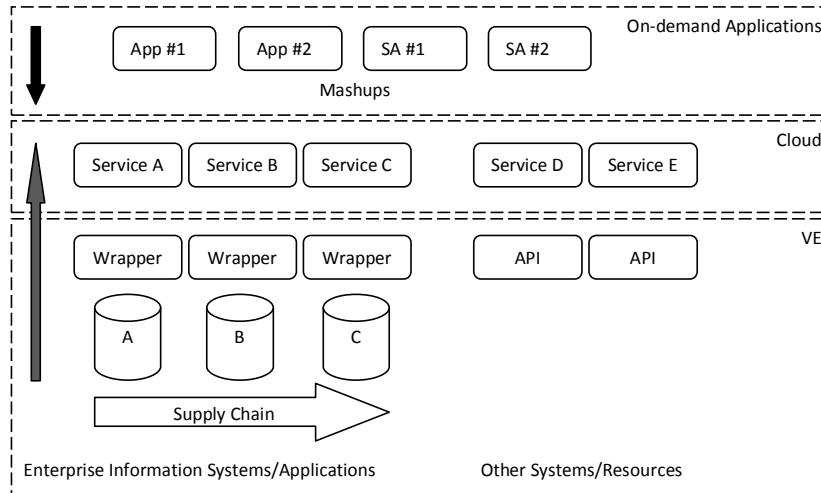 On-demand Applications
App #1 App #2 SA #1 SA #2
Mashups
Cloud
Service A Service B Service C Service D Service E
VE
Wrapper Wrapper Wrapper API API
A B C
Supply Chain
Enterprise Information Systems/Applications Other Systems/Resources